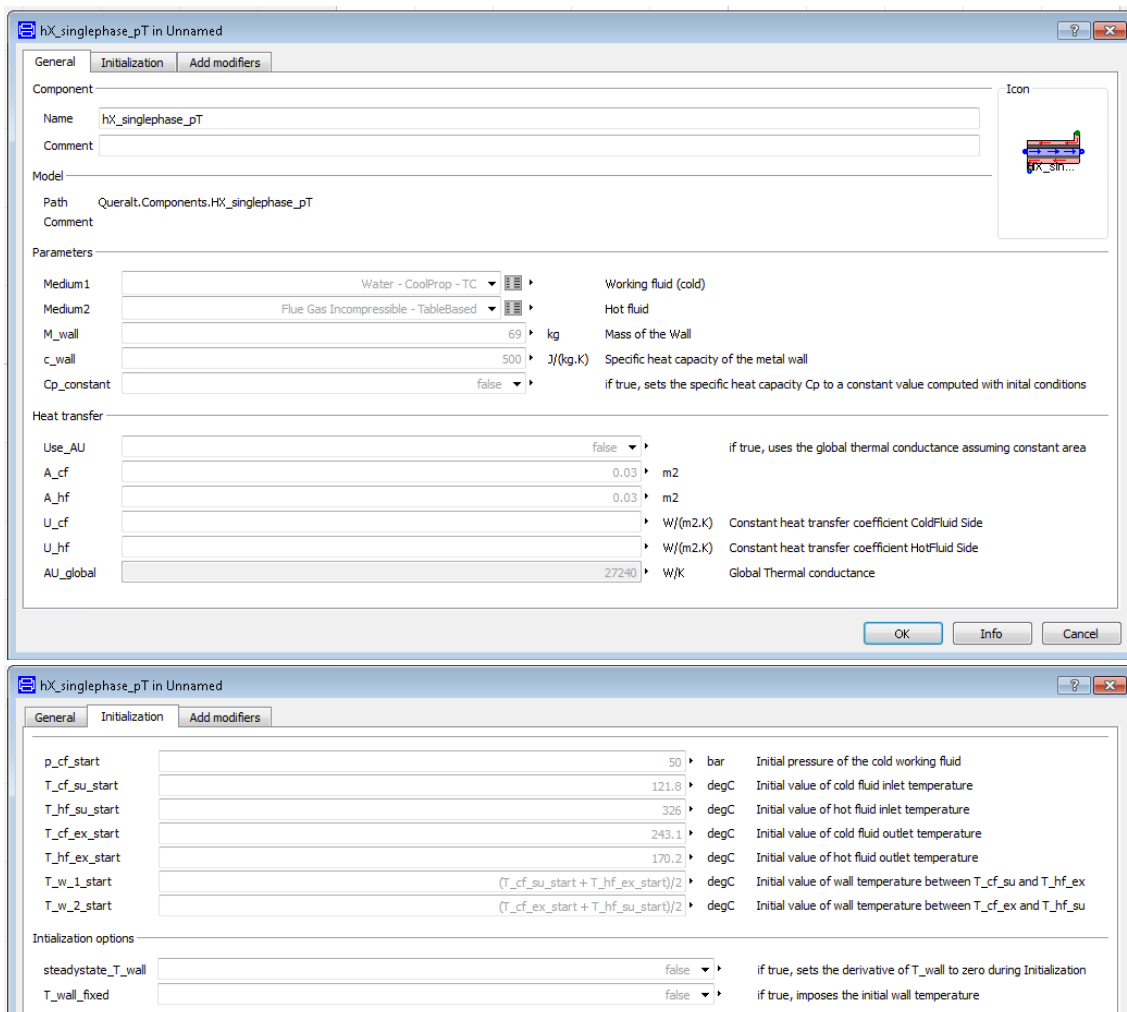 hX_singlephase_pT in Unnamed
General Initialization Add modifiers
Component
Icon
Name hX_singlephase_pT
Comment
HX_sin...
Model
Path Queralt.Components.HX_singlephase_pT
Comment
Parameters
Medium1 Water - CoolProp - TC Working fluid (cold)
Medium2 Flue Gas Incompressible - TableBased Hot fluid
M_wall 69 kg Mass of the Wall
c_wall 500 J/(kg.K) Specific heat capacity of the metal wall
Cp_constant false if true, sets the specific heat capacity Cp to a constant value computed with inital conditions
Heat transfer
Use_AU false if true, uses the global thermal conductance assuming constant area
A_cf 0.03 m2
A_hf 0.03 m2
U_cf W/(m2.K) Constant heat transfer coefficient ColdFluid Side
U_hf W/(m2.K) Constant heat transfer coefficient HotFluid Side
AU_global 27240 W/K Global Thermal conductance
OK Info Cancel
hX_singlephase_pT in Unnamed
General Initialization Add modifiers
p_cf_start 50 bar Initial pressure of the cold working fluid
T_cf_su_start 121.8 degC Initial value of cold fluid inlet temperature
T_hf_su_start 326 degC Initial value of hot fluid inlet temperature
T_cf_ex_start 243.1 degC Initial value of cold fluid outlet temperature
T_hf_ex_start 170.2 degC Initial value of hot fluid outlet temperature
T_w_1_start (T_cf_su_start + T_hf_ex_start)/2 degC Initial value of wall temperature between T_cf_su and T_hf_ex
T_w_2_start (T_cf_ex_start + T_hf_su_start)/2 degC Initial value of wall temperature between T_cf_ex and T_hf_su
Intialization options
steadystate_T_wall false if true, sets the derivative of T_wall to zero during Initialization
T_wall_fixed false if true, imposes the initial wall temperature